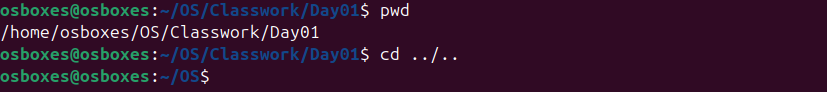 osboxes@osboxes:~/OS/Classwork/Day01$ pwd
/home/osboxes/OS/Classwork/Day01
osboxes@osboxes:~/OS/Classwork/Day01$ cd ../..
osboxes@osboxes:~/OS$